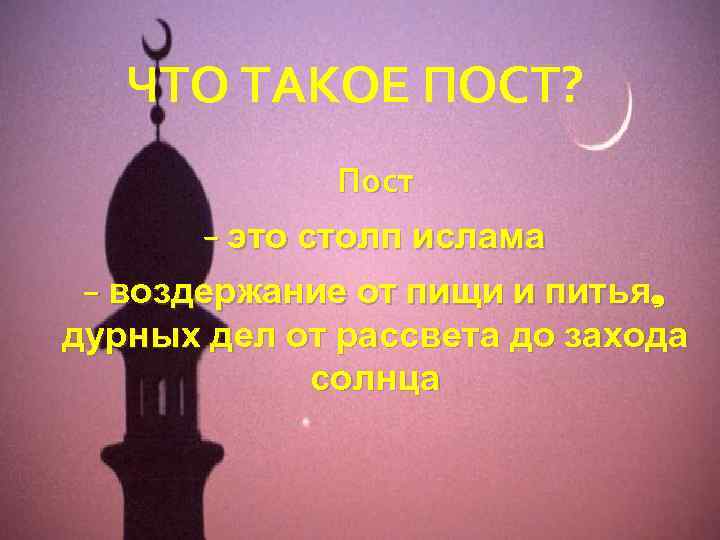 ЧТО ТАКОЕ ПОСТ?
Пост
- это столп ислама
- воздержание от пищи и питья,
дурных дел от рассвета до захода
солнца